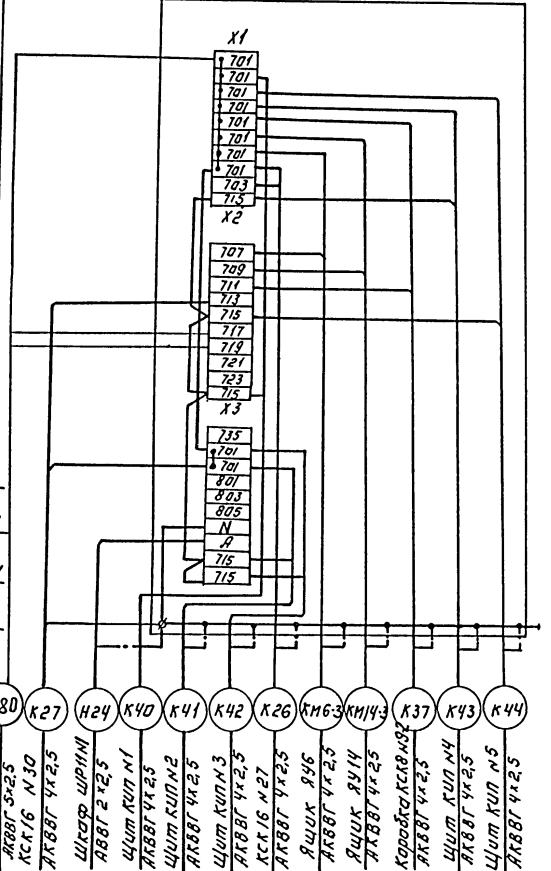 X1
701
701
701
701
701
701
701
701
703
715
X2
707
709
711
713
715
717
719
721
723
715
X3
735
701
701
801
803
805
N
A
715
715
80
К27
Н24
К40
К41
К42
К26
КМ6-3
КМ14-3
К37
К43
К44
АКВВГ 5×2,5
КСК16 N30
АКВВГ 4×2,5
Шкаф ШРМN1
АВВГ 2×2,5
Щит КИП N1
АКВВГ 4×2,5
Щит КИП N2
АКВВГ 4×2,5
Щит КИП N3
АКВВГ 4×2,5
КСК16 N27
АКВВГ 4×2,5
Ящик ЯУ6
АКВВГ 4×2,5
Ящик ЯУ14
АКВВГ 4×25
Коробка КСК8 N92
АКВВГ 4×2,5
Щит КИП N4
АКВВГ 4×2,5
Щит КИП N5
АКВВГ 4×2,5